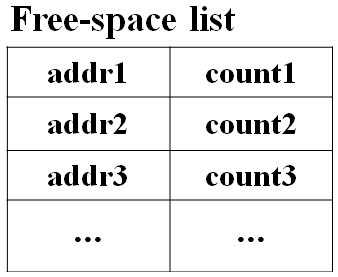 Free-space list
addr1 count1
addr2 count2
addr3 count3
... ...